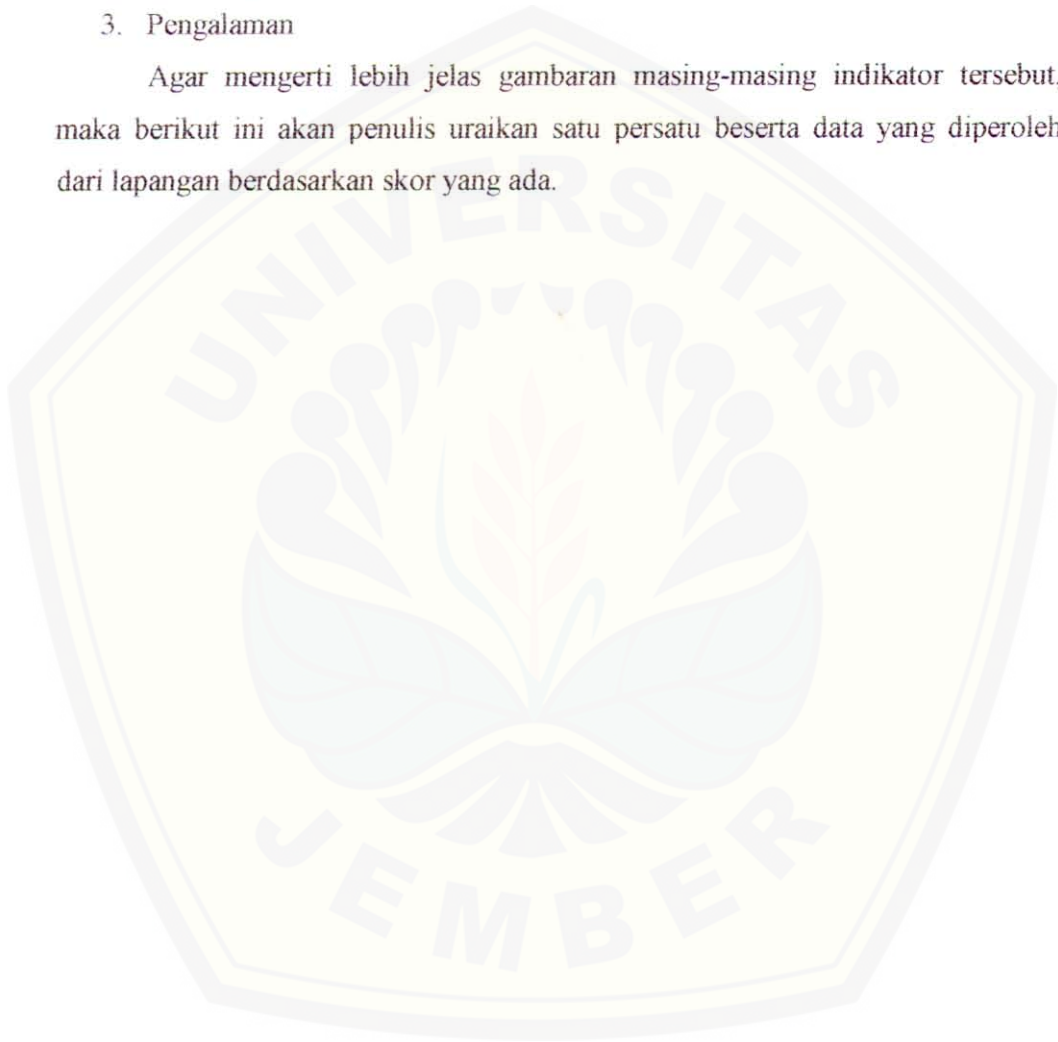 3. Pengalaman
Agar mengerti lebih jelas gambaran masing-masing indikator tersebut,
maka berikut ini akan penulis uraikan satu persatu beserta data yang diperoleh
dari lapangan berdasarkan skor yang ada.
UNIVERSITAS
JEMBER